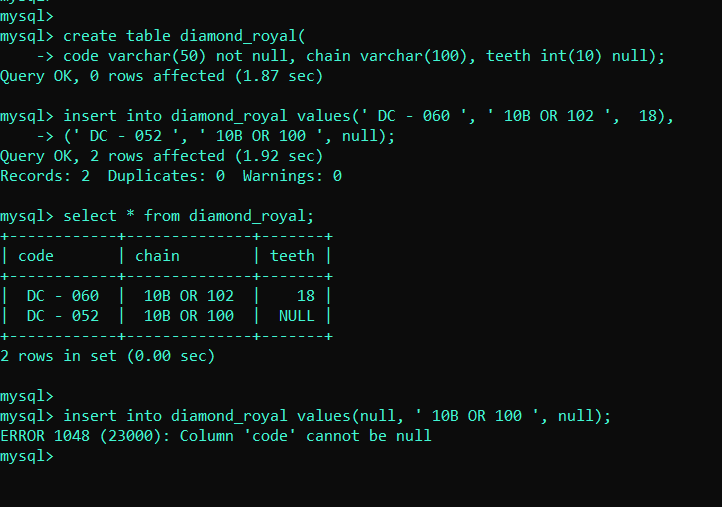 mysql>
mysql>
mysql> create table diamond_royal(
    -> code varchar(50) not null, chain varchar(100), teeth int(10) null);
Query OK, 0 rows affected (1.87 sec)

mysql> insert into diamond_royal values(' DC - 060 ', ' 10B OR 102 ',  18),
    -> (' DC - 052 ', ' 10B OR 100 ', null);
Query OK, 2 rows affected (1.92 sec)
Records: 2  Duplicates: 0  Warnings: 0

mysql> select * from diamond_royal;
+------------+--------------+-------+
| code       | chain        | teeth |
+------------+--------------+-------+
|  DC - 060  |  10B OR 102  |    18 |
|  DC - 052  |  10B OR 100  |  NULL |
+------------+--------------+-------+
2 rows in set (0.00 sec)

mysql>
mysql> insert into diamond_royal values(null, ' 10B OR 100 ', null);
ERROR 1048 (23000): Column 'code' cannot be null
mysql>